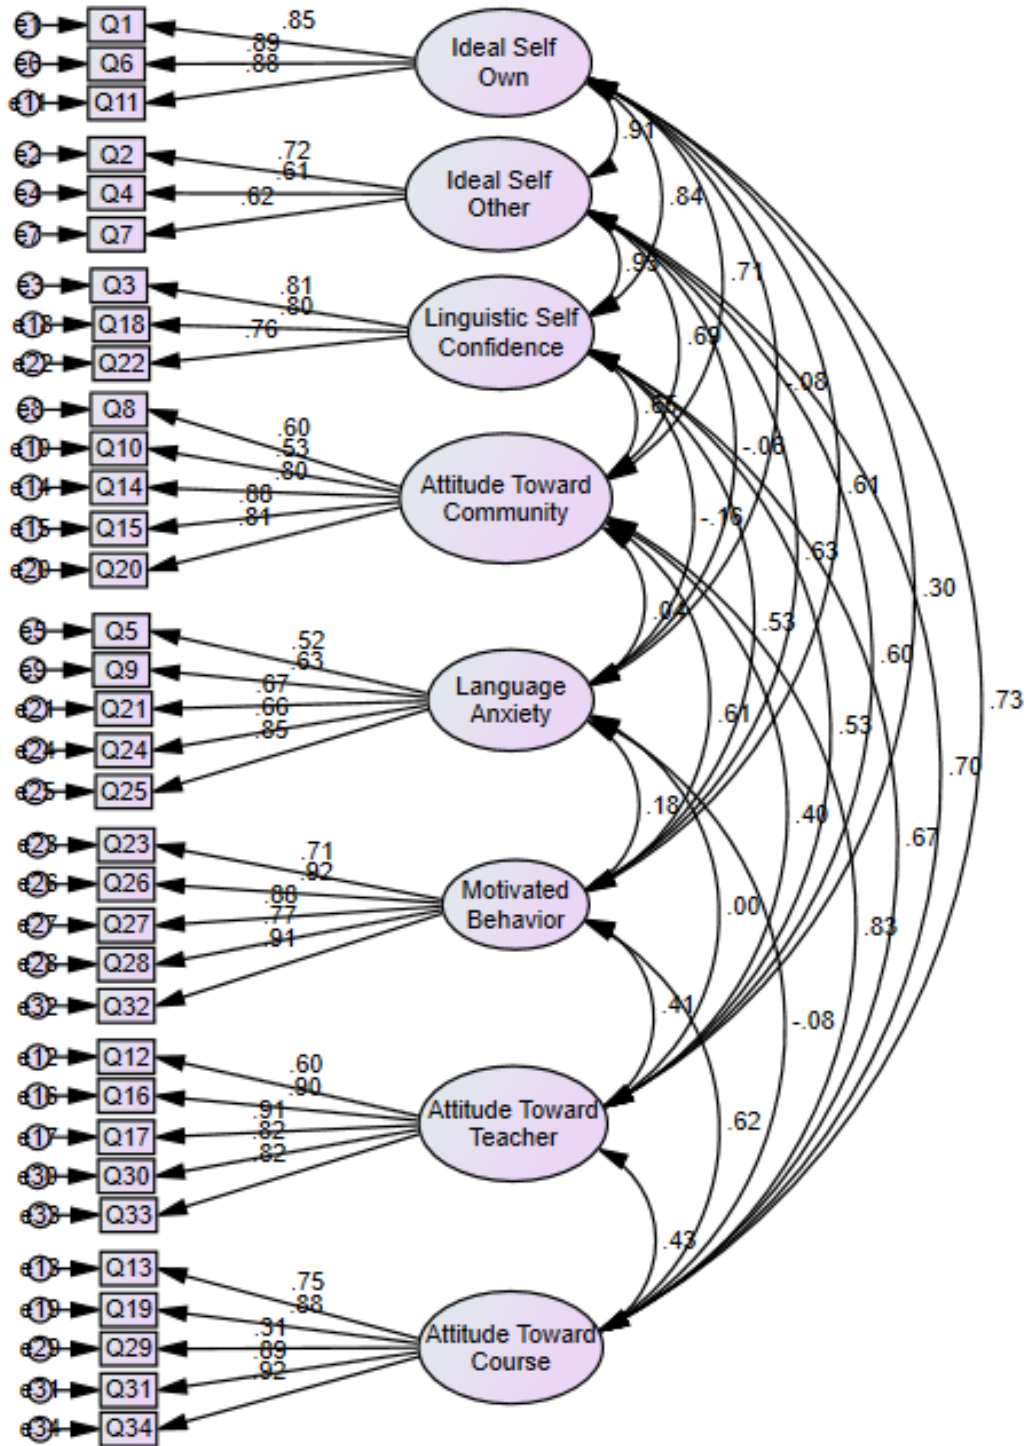 e1 Q1 .85
Ideal Self
Own
e6 Q6 .89
e11 Q11 .88
.91
e2 Q2 .72
Ideal Self
Other
e4 Q4 .61
e7 Q7 .62
.84
.93
.71
e3 Q3 .81
Linguistic Self
Confidence
e18 Q18 .80
e22 Q22 .76
.69
-.08
e8 Q8 .60
e10 Q10 .53
-.06
e14 Q14 .80
Attitude Toward
Community
.61
e15 Q15 .88
e20 Q20 .81
-.16
.63
.30
.04
.53
e5 Q5 .52
e9 Q9 .63
.60
e21 Q21 .67
Language
Anxiety
.73
e24 Q24 .66
e25 Q25 .85
.61
.53
.70
.18
.40
.67
e23 Q23 .71
e26 Q26 .92
Motivated
Behavior
e27 Q27 .88
.00
.83
e28 Q28 .77
e32 Q32 .91
.41
-.08
e12 Q12 .60
e16 Q16 .90
Attitude Toward
Teacher
e17 Q17 .91
.62
e30 Q30 .82
e33 Q33 .82
.43
e13 Q13 .75
e19 Q19 .88
Attitude Toward
Course
e29 Q29 .31
e31 Q31 .89
e34 Q34 .92